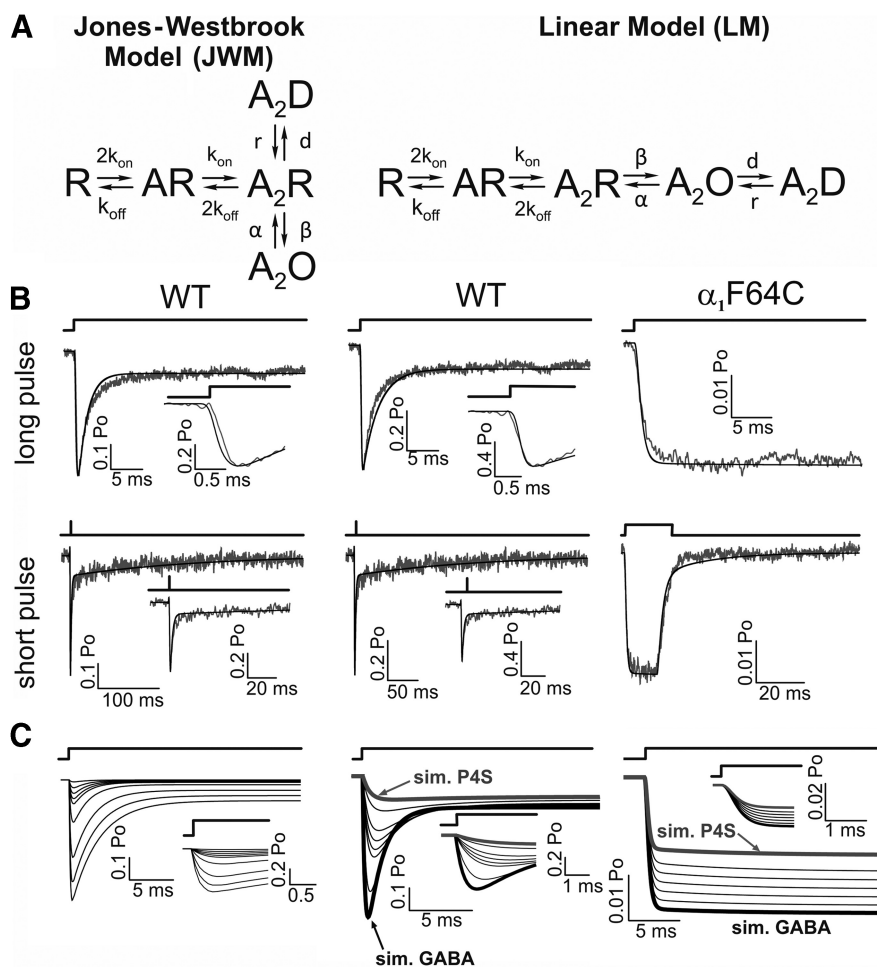 A
Jones-Westbrook
Model (JWM)
Linear Model (LM)
A₂D
r
d
2kon
kon
R
AR
A₂R
koff
2koff
α
β
A₂O
2kon
kon
β
d
R
AR
A₂R
A₂O
A₂D
koff
2koff
α
r
B
WT
WT
α₁F64C
long pulse
0.1 Po
5 ms
0.2 Po
0.5 ms
0.2 Po
5 ms
0.4 Po
0.5 ms
0.01 Po
5 ms
short pulse
0.1 Po
100 ms
0.2 Po
20 ms
0.2 Po
50 ms
0.4 Po
20 ms
0.01 Po
20 ms
C
0.1 Po
5 ms
0.2 Po
0.5
sim. P4S
0.1 Po
5 ms
0.2 Po
1 ms
sim. GABA
0.02 Po
1 ms
sim. P4S
0.01 Po
5 ms
sim. GABA